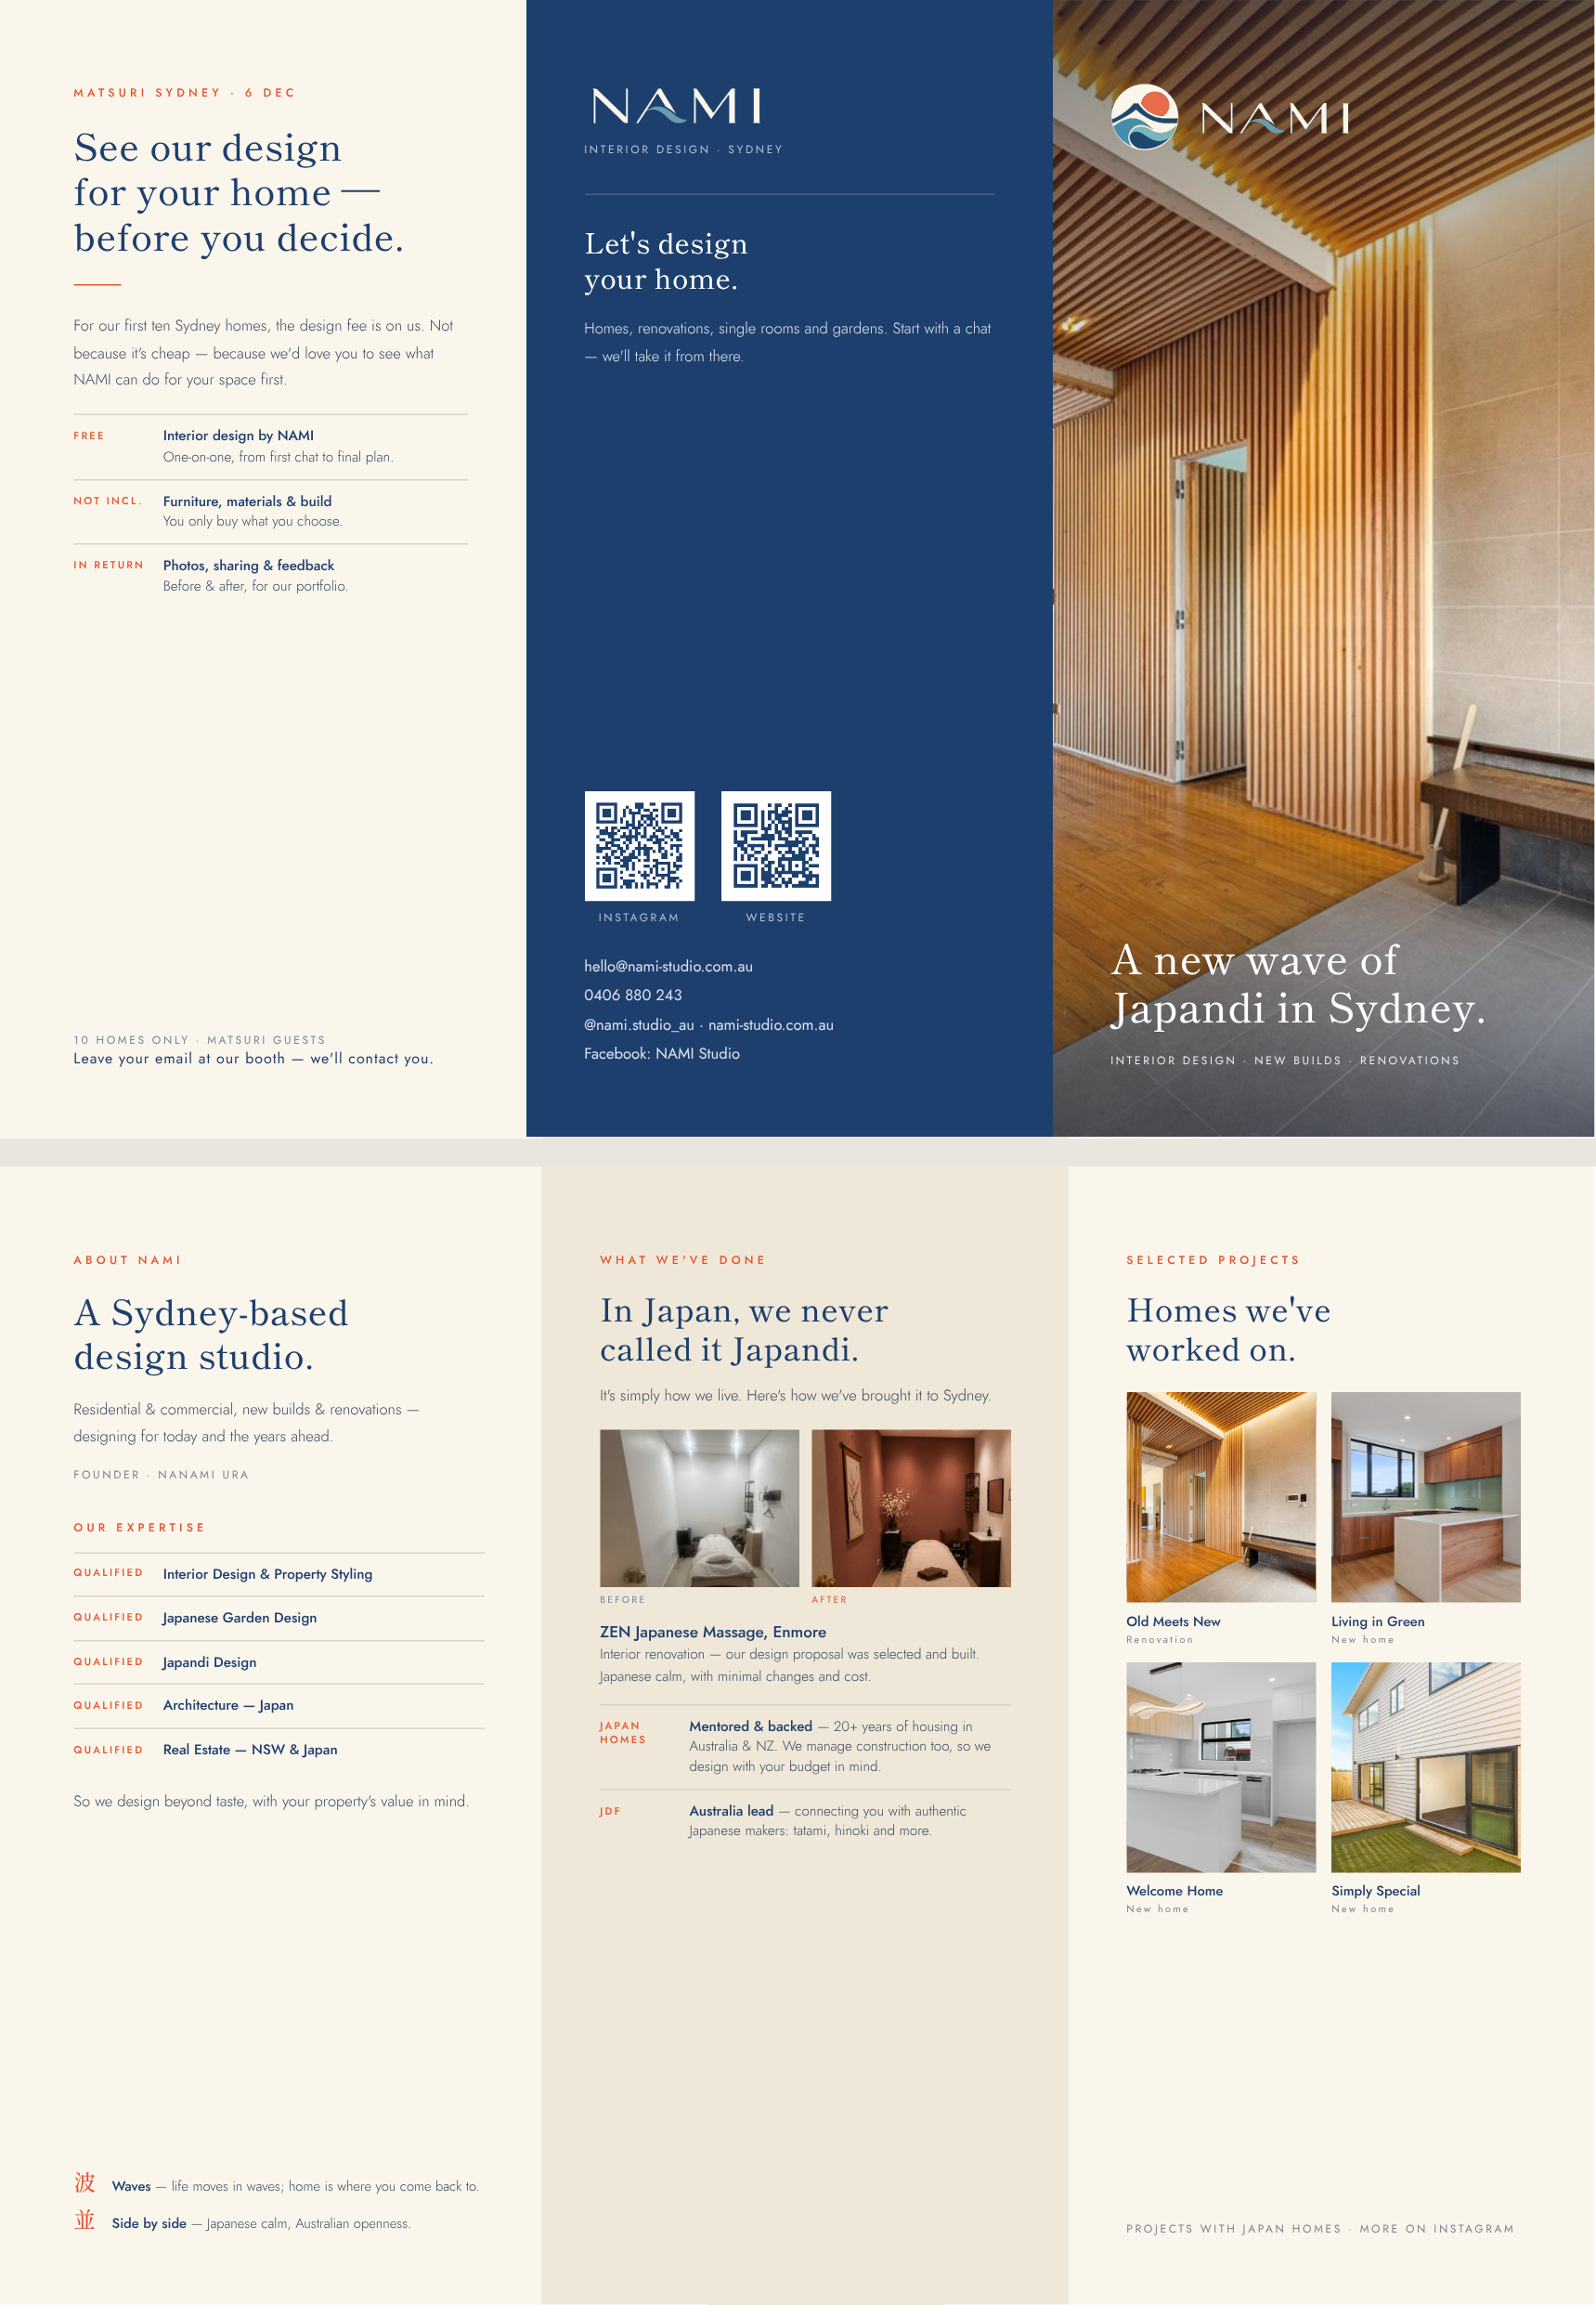 MATSURI SYDNEY · 6 DEC
See our design
for your home —
before you decide.
For our first ten Sydney homes, the design fee is on us. Not
because it's cheap — because we'd love you to see what
NAMI can do for your space first.
FREE
Interior design by NAMI
One-on-one, from first chat to final plan.
NOT INCL.
Furniture, materials & build
You only buy what you choose.
IN RETURN
Photos, sharing & feedback
Before & after, for our portfolio.
10 HOMES ONLY · MATSURI GUESTS
Leave your email at our booth — we'll contact you.
NAMI
INTERIOR DESIGN · SYDNEY
Let's design
your home.
Homes, renovations, single rooms and gardens. Start with a chat
— we'll take it from there.
INSTAGRAM
WEBSITE
hello@nami-studio.com.au
0406 880 243
@nami.studio_au · nami-studio.com.au
Facebook: NAMI Studio
NAMI
A new wave of
Japandi in Sydney.
INTERIOR DESIGN · NEW BUILDS · RENOVATIONS
ABOUT NAMI
A Sydney-based
design studio.
Residential & commercial, new builds & renovations —
designing for today and the years ahead.
FOUNDER · NANAMI URA
OUR EXPERTISE
QUALIFIED Interior Design & Property Styling
QUALIFIED Japanese Garden Design
QUALIFIED Japandi Design
QUALIFIED Architecture — Japan
QUALIFIED Real Estate — NSW & Japan
So we design beyond taste, with your property's value in mind.
波 Waves — life moves in waves; home is where you come back to.
並 Side by side — Japanese calm, Australian openness.
WHAT WE'VE DONE
In Japan, we never
called it Japandi.
It's simply how we live. Here's how we've brought it to Sydney.
BEFORE
AFTER
ZEN Japanese Massage, Enmore
Interior renovation — our design proposal was selected and built.
Japanese calm, with minimal changes and cost.
JAPAN
HOMES
Mentored & backed — 20+ years of housing in
Australia & NZ. We manage construction too, so we
design with your budget in mind.
JDF
Australia lead — connecting you with authentic
Japanese makers: tatami, hinoki and more.
SELECTED PROJECTS
Homes we've
worked on.
Old Meets New
Renovation
Living in Green
New home
Welcome Home
New home
Simply Special
New home
PROJECTS WITH JAPAN HOMES · MORE ON INSTAGRAM